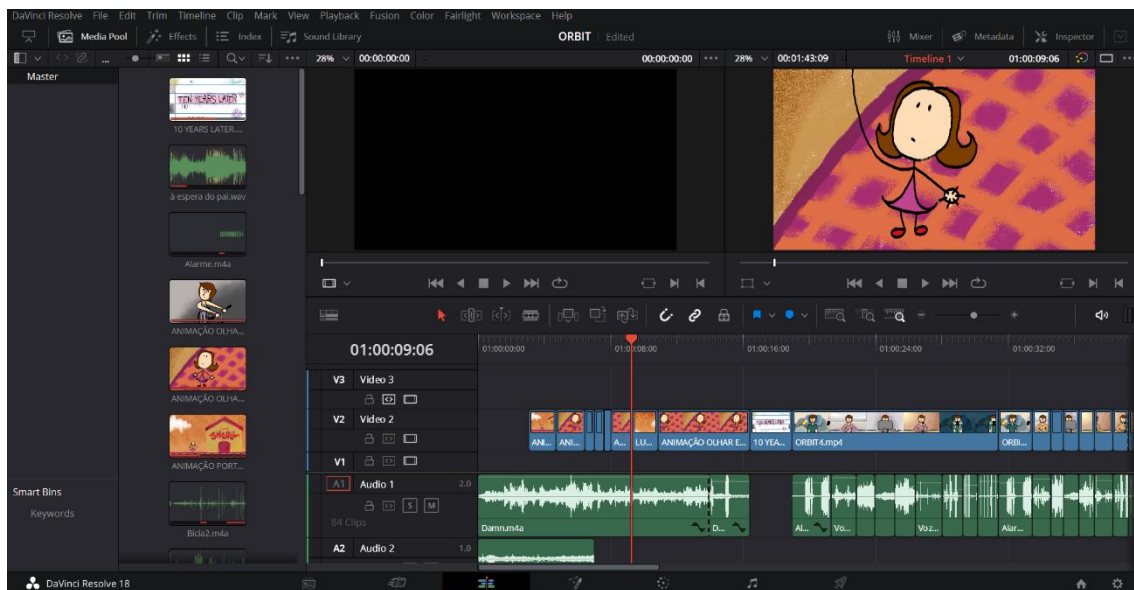 DaVinci Resolve File Edit Trim Timeline Clip Mark View Playback Fusion Color Fairlight Workspace Help
Media Pool Effects Index Sound Library ORBIT Edited Mixer Metadata Inspector
28% 00:00:00:00 00:00:00:00 28% 00:01:43:09 Timeline 1 01:00:09:06
Master
TEN YEARS LATER
10 YEARS LATER....
à espera do pai.wav
Alarme.m4a
ANIMAÇÃO OLHA...
ANIMAÇÃO OLHA...
ANIMAÇÃO PORT...
Bicla2.m4a
Smart Bins
Keywords
01:00:09:06
01:00:00:00 01:00:08:00 01:00:16:00 01:00:24:00 01:00:32:00
V3 Video 3
V2 Video 2
ANI... ANI... A... LU... ANIMAÇÃO OLHAR E... 10 YEA... ORBIT4.mp4 ORBI...
V1
A1 Audio 1 2.0
S M
84 Clips
Damn.m4a D... Al... Vo... Voz... Alar...
A2 Audio 2 1.0
DaVinci Resolve 18